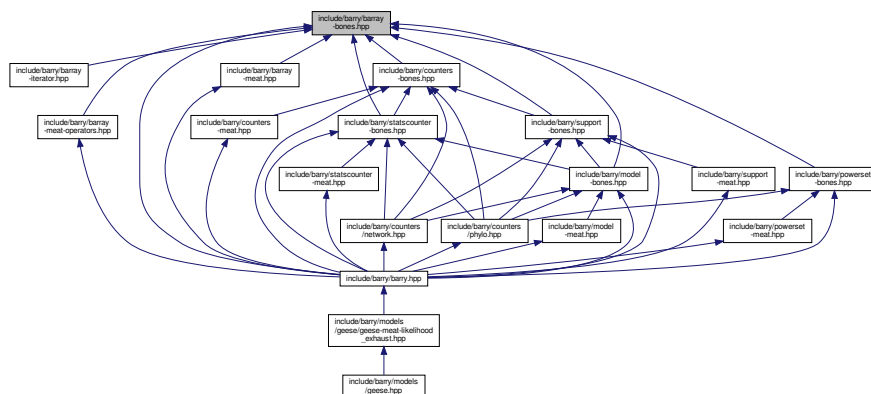 include/barry/barray
-bones.hpp
include/barry/barray
-iterator.hpp
include/barry/barray
-meat.hpp
include/barry/counters
-bones.hpp
include/barry/barray
-meat-operators.hpp
include/barry/counters
-meat.hpp
include/barry/statscounter
-bones.hpp
include/barry/support
-bones.hpp
include/barry/statscounter
-meat.hpp
include/barry/model
-bones.hpp
include/barry/support
-meat.hpp
include/barry/powerset
-bones.hpp
include/barry/counters
/network.hpp
include/barry/counters
/phylo.hpp
include/barry/model
-meat.hpp
include/barry/powerset
-meat.hpp
include/barry/barry.hpp
include/barry/models
/geese/geese-meat-likelihood
_exhaust.hpp
include/barry/models
/geese.hpp